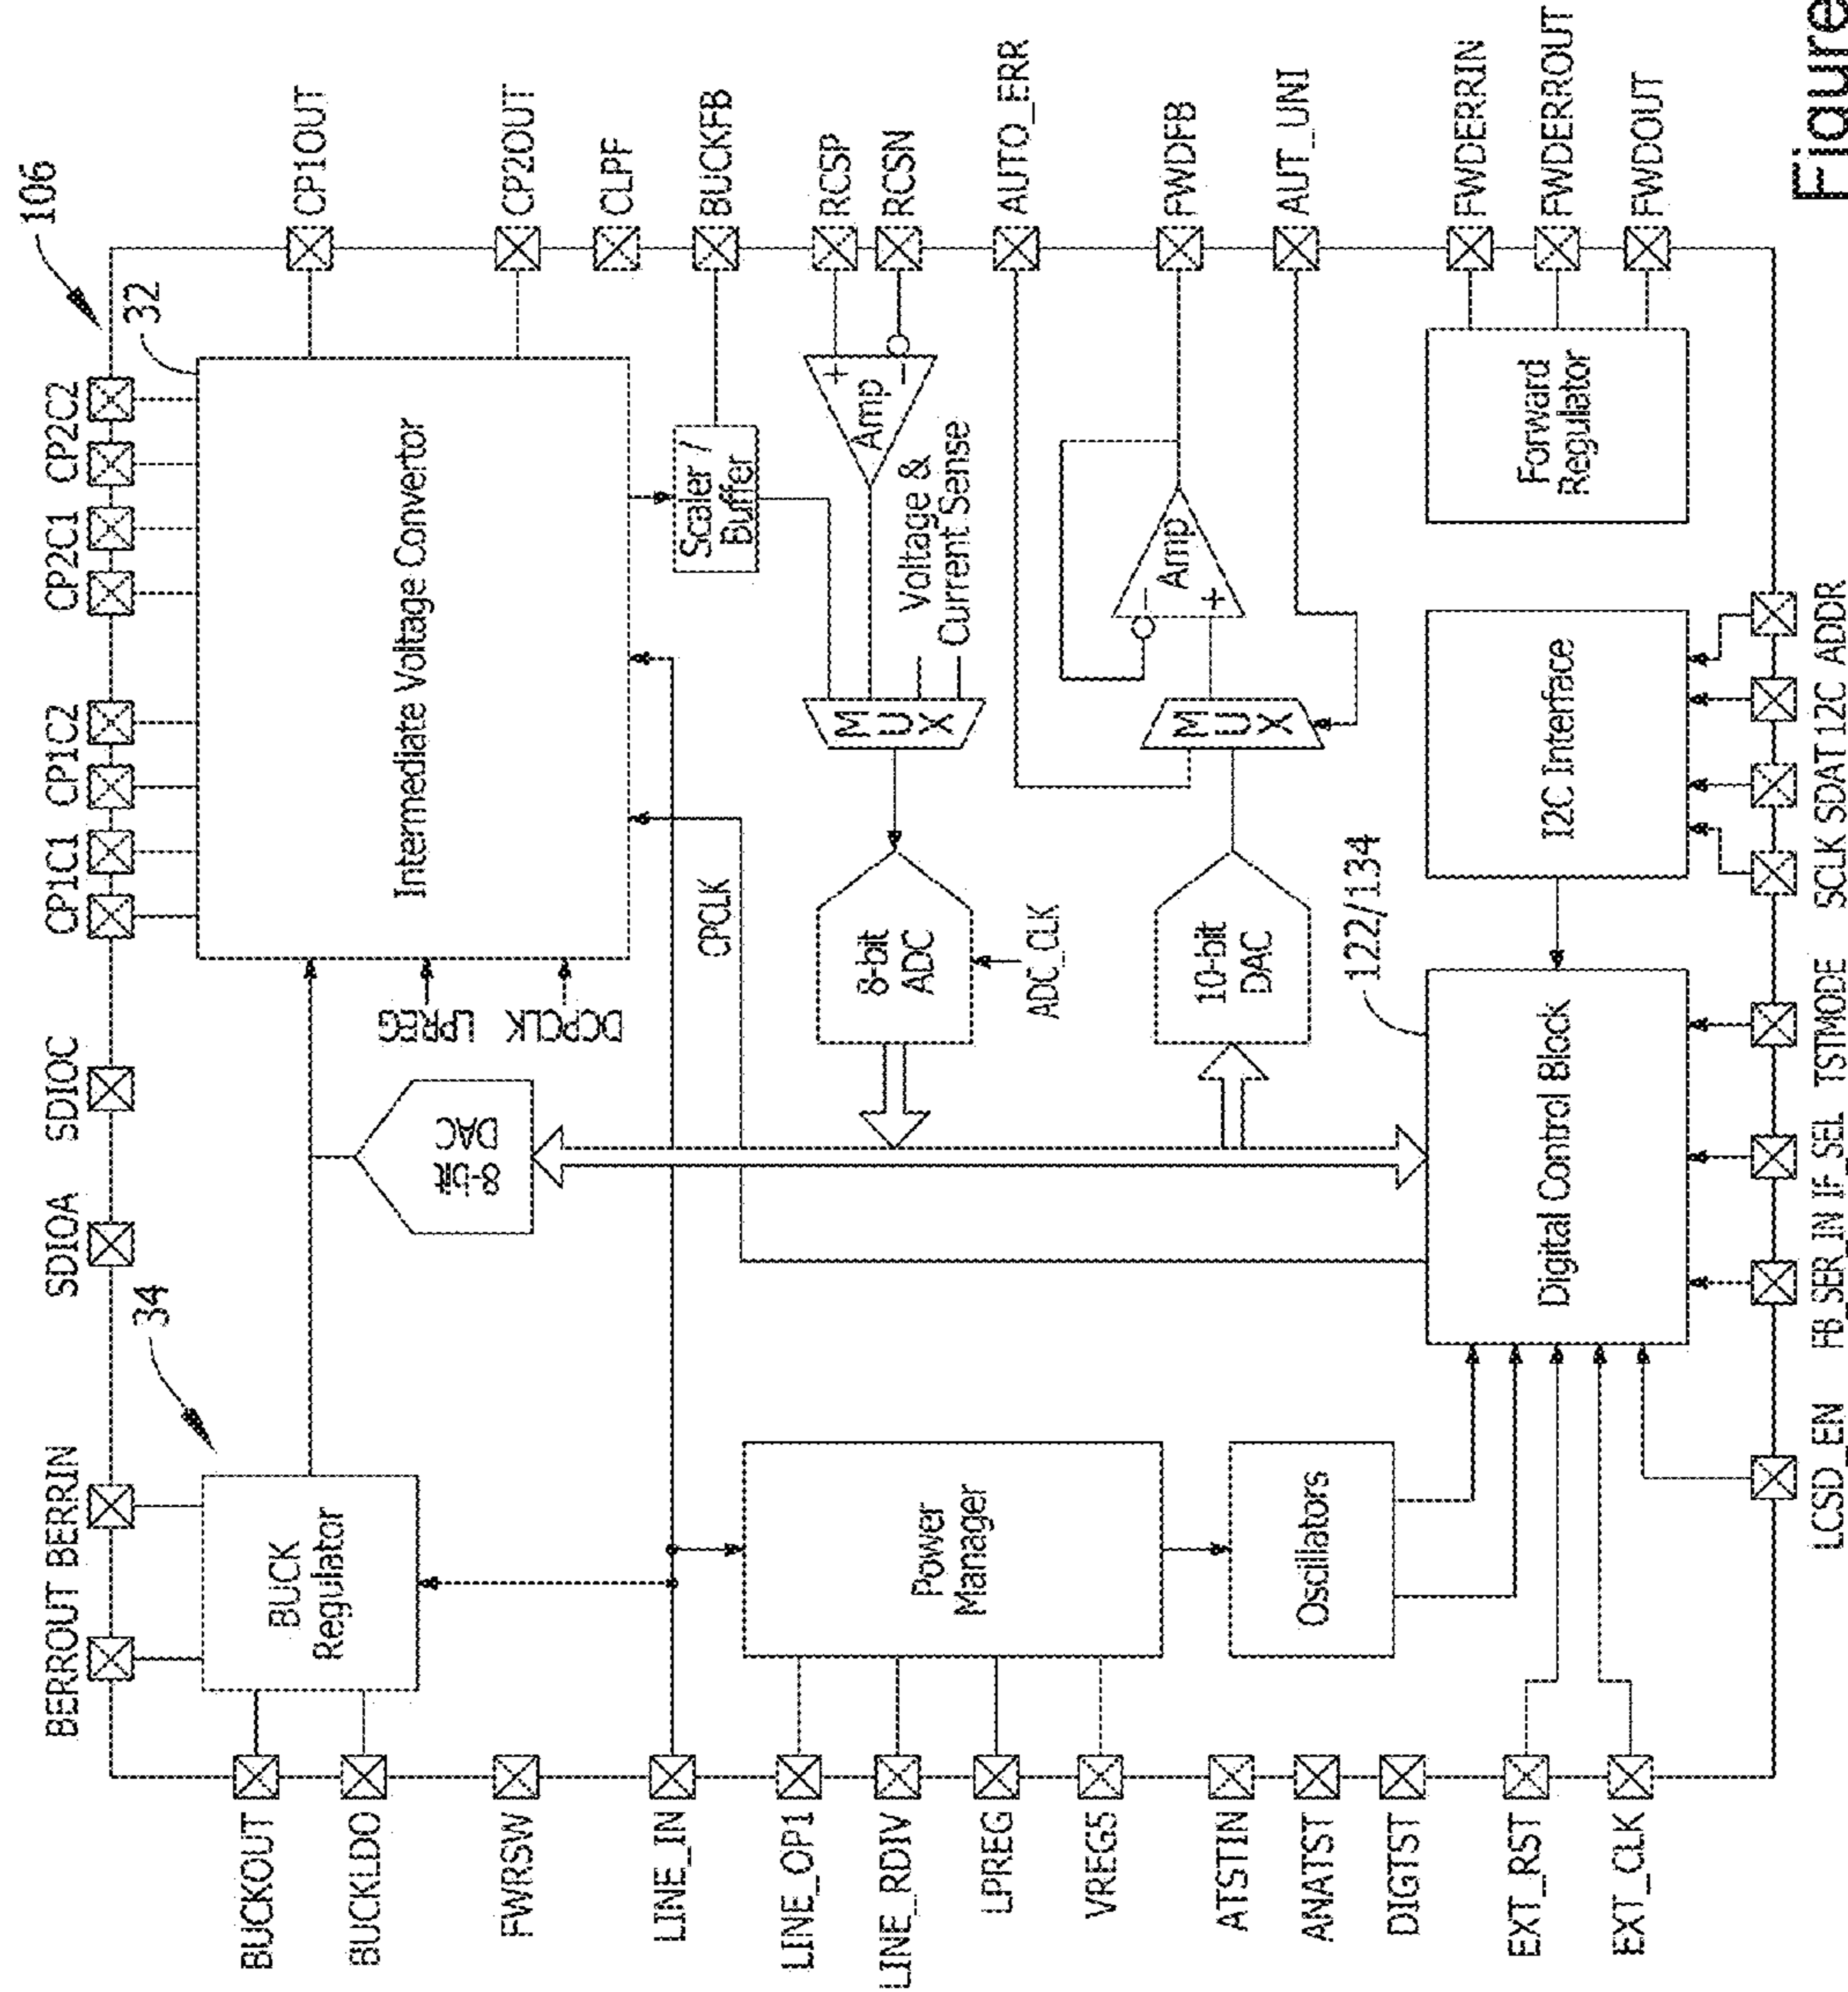 106
CP1C1 CP1C2 CP2C1 CP2C2
SDIOA SDIOC
BERROUT BERRIN
34
32
BUCK
Regulator
Intermediate Voltage Convertor
8-bit
DAC
LPREG
DCPCLK
CPCLK
Scaler /
Buffer
+
-
Amp
Voltage &
Current Sense
MUX
8-bit
ADC
ADC_CLK
-
+
Amp
MUX
10-bit
DAC
Power
Manager
Oscillators
122/134
Digital Control Block
I2C Interface
Forward
Regulator
BUCKOUT
BUCKLDO
FWRSW
LINE_IN
LINE_OP1
LINE_RDIV
LPREG
VREG5
ATSTIN
ANATST
DIGTST
EXT_RST
EXT_CLK
CP1OUT
CP2OUT
CLPF
BUCKFB
RCSP
RCSN
AUTO_ERR
FWDFB
AUT_UNI
FWDERRIN
FWDERROUT
FWDOUT
LCSD_EN FB_SER_IN IF_SEL TSTMODE SCLK SDAT 12C ADDR
Figure